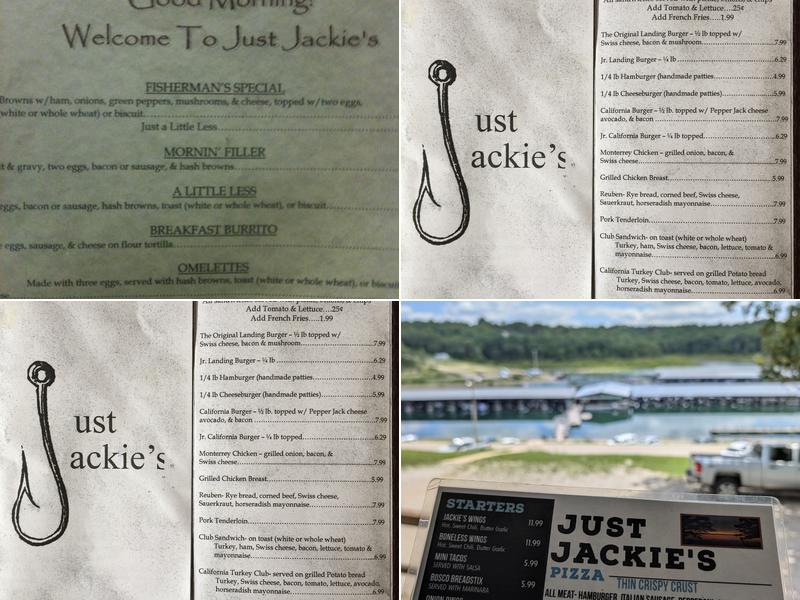 Good Morning!
Welcome To Just Jackie's
FISHERMAN'S SPECIAL
Browns w/ham, onions, green peppers, mushrooms, & cheese, topped w/two eggs,
(white or whole wheat) or biscuit
Just a Little Less
MORNIN' FILLER
& gravy, two eggs, bacon or sausage, & hash browns
A LITTLE LESS
eggs, bacon or sausage, hash browns, toast (white or whole wheat), or biscuit
BREAKFAST BURRITO
eggs, sausage, & cheese on flour tortilla
OMELETTES
Made with three eggs, served with hash browns, toast (white or whole wheat), or biscuit
ust
ackie's
Add Tomato & Lettuce....25¢
Add French Fries.....1.99
The Original Landing Burger – ½ lb topped w/
Swiss cheese, bacon & mushroom 7.99
Jr. Landing Burger – ¼ lb 6.29
1/4 lb Hamburger (handmade patties 4.99
1/4 lb Cheeseburger (handmade patties) 5.99
California Burger – ½ lb. topped w/ Pepper Jack cheese
avocado, & bacon 7.99
Jr. California Burger – ¼ lb topped 6.29
Monterrey Chicken – grilled onion, bacon, &
Swiss cheese 7.99
Grilled Chicken Breast 5.99
Reuben- Rye bread, corned beef, Swiss cheese,
Sauerkraut, horseradish mayonnaise 7.99
Pork Tenderloin 7.99
Club Sandwich- on toast (white or whole wheat)
Turkey, ham, Swiss cheese, bacon, lettuce, tomato &
mayonnaise 6.99
California Turkey Club- served on grilled Potato bread
Turkey, Swiss cheese, bacon, tomato, lettuce, avocado,
horseradish mayonnaise 6.99
ust
ackie's
Add Tomato & Lettuce....25¢
Add French Fries.....1.99
The Original Landing Burger – ½ lb topped w/
Swiss cheese, bacon & mushroom 7.99
Jr. Landing Burger – ¼ lb 6.29
1/4 lb Hamburger (handmade patties 4.99
1/4 lb Cheeseburger (handmade patties) 5.99
California Burger – ½ lb. topped w/ Pepper Jack cheese
avocado, & bacon 7.99
Jr. California Burger – ¼ lb topped 6.29
Monterrey Chicken – grilled onion, bacon, &
Swiss cheese 7.99
Grilled Chicken Breast 5.99
Reuben- Rye bread, corned beef, Swiss cheese,
Sauerkraut, horseradish mayonnaise 7.99
Pork Tenderloin 7.99
Club Sandwich- on toast (white or whole wheat)
Turkey, ham, Swiss cheese, bacon, lettuce, tomato &
mayonnaise 6.99
California Turkey Club- served on grilled Potato bread
Turkey, Swiss cheese, bacon, tomato, lettuce, avocado,
horseradish mayonnaise 6.99
STARTERS
JACKIE'S WINGS 11.99
Hot, Sweet Chili, Butter Garlic
BONELESS WINGS 11.99
Hot, Sweet Chili, Butter Garlic
MINI TACOS 5.99
SERVED WITH SALSA
BOSCO BREADSTIX 5.99
SERVED WITH MARINARA
ONION RINGS
JUST
JACKIE'S
PIZZA THIN CRISPY CRUST
ALL MEAT- HAMBURGER, ITALIAN SAUSAGE,